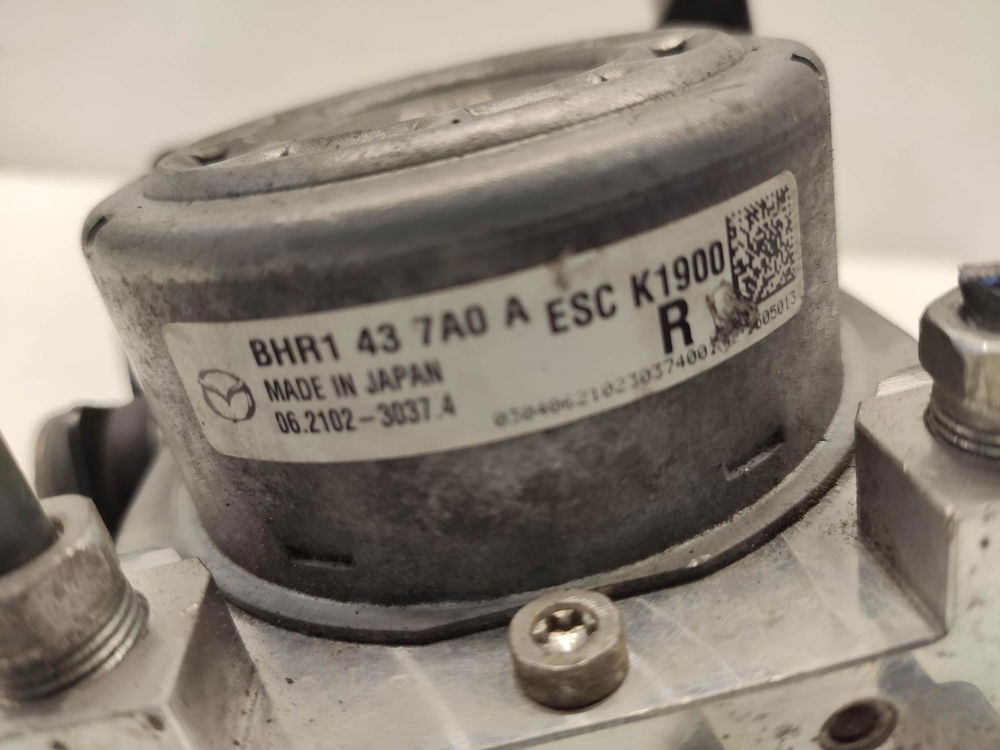 BHR1 43 7A0 A ESC K1900
MADE IN JAPAN R
06.2102-3037.4